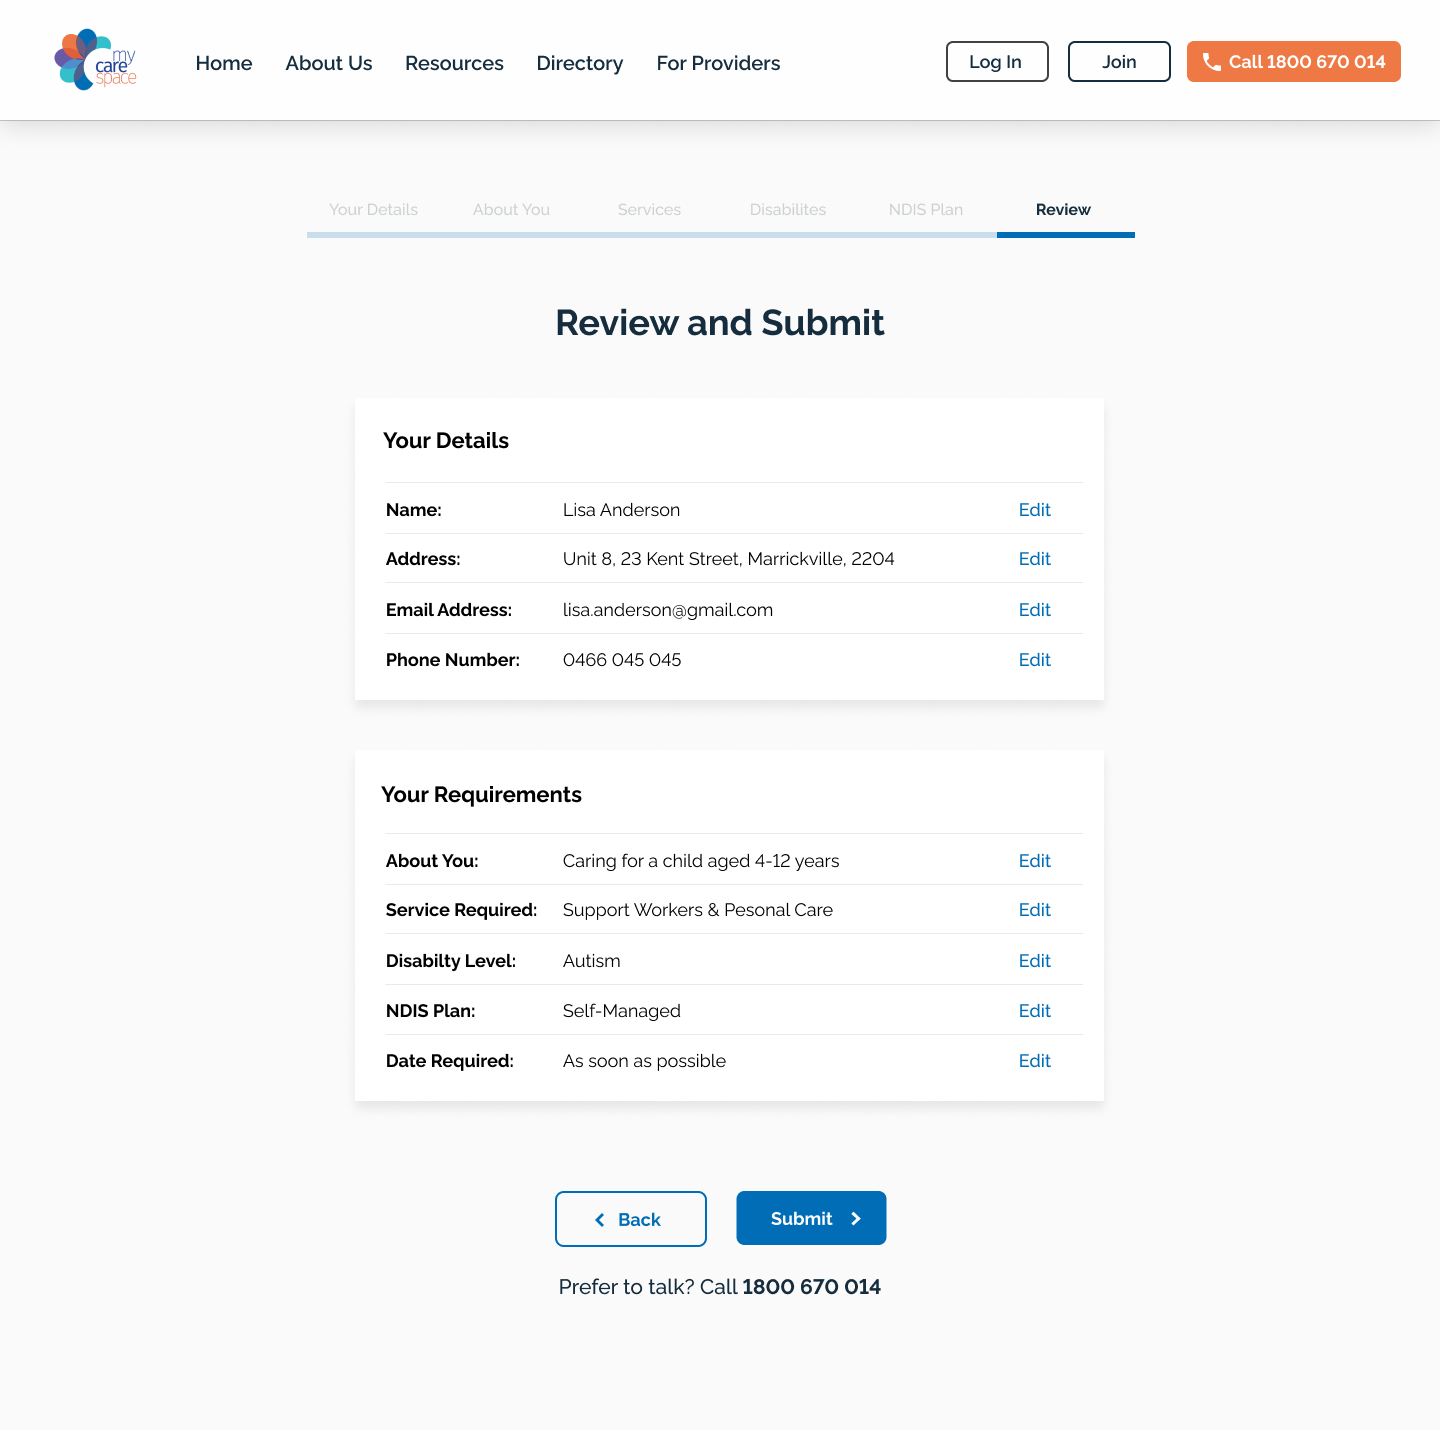 my
care
space
Home About Us Resources Directory For Providers Log In Join Call 1800 670 014
Your Details About You Services Disabilites NDIS Plan Review
Review and Submit
Your Details
Name: Lisa Anderson Edit
Address: Unit 8, 23 Kent Street, Marrickville, 2204 Edit
Email Address: lisa.anderson@gmail.com Edit
Phone Number: 0466 045 045 Edit
Your Requirements
About You: Caring for a child aged 4-12 years Edit
Service Required: Support Workers & Pesonal Care Edit
Disabilty Level: Autism Edit
NDIS Plan: Self-Managed Edit
Date Required: As soon as possible Edit
Back Submit
Prefer to talk? Call 1800 670 014